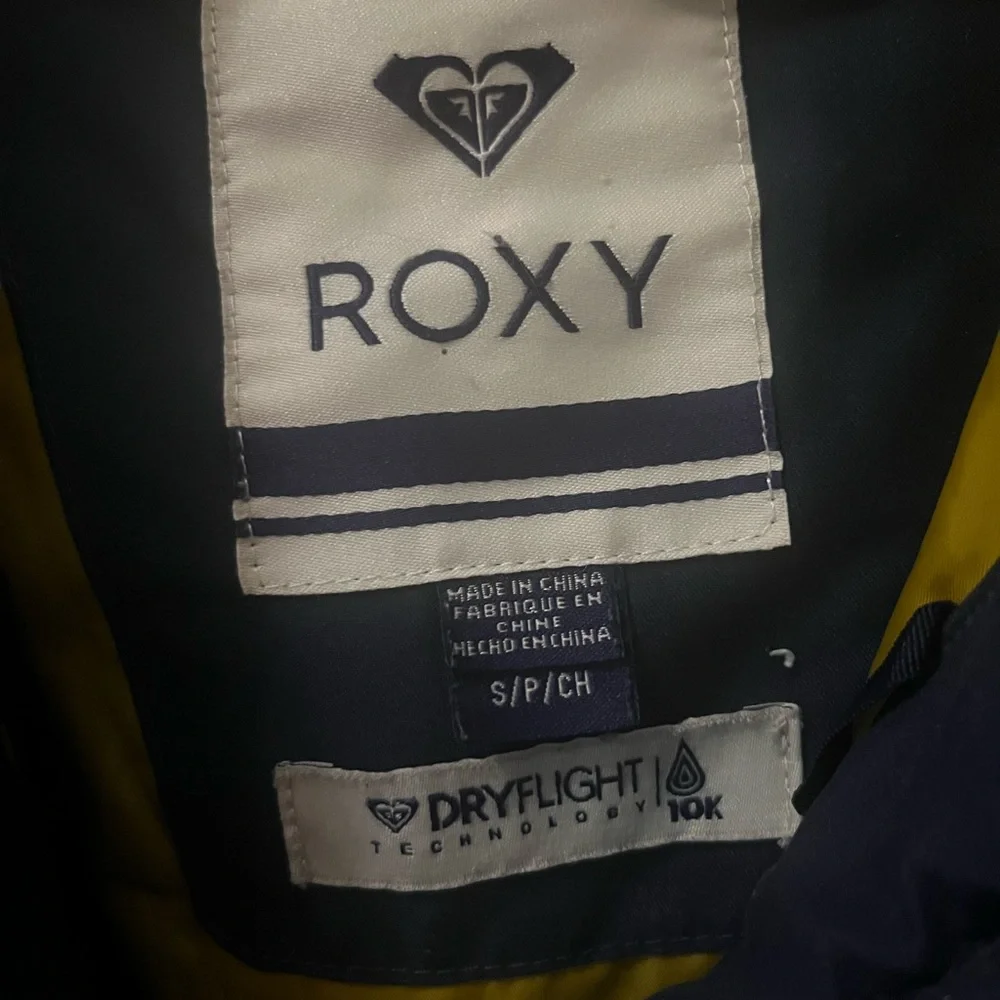 ROXY
MADE IN CHINA
FABRIQUE EN
CHINE
HECHO EN CHINA
S/P/CH
DRYFLIGHT
TECHNOLOGY
10K